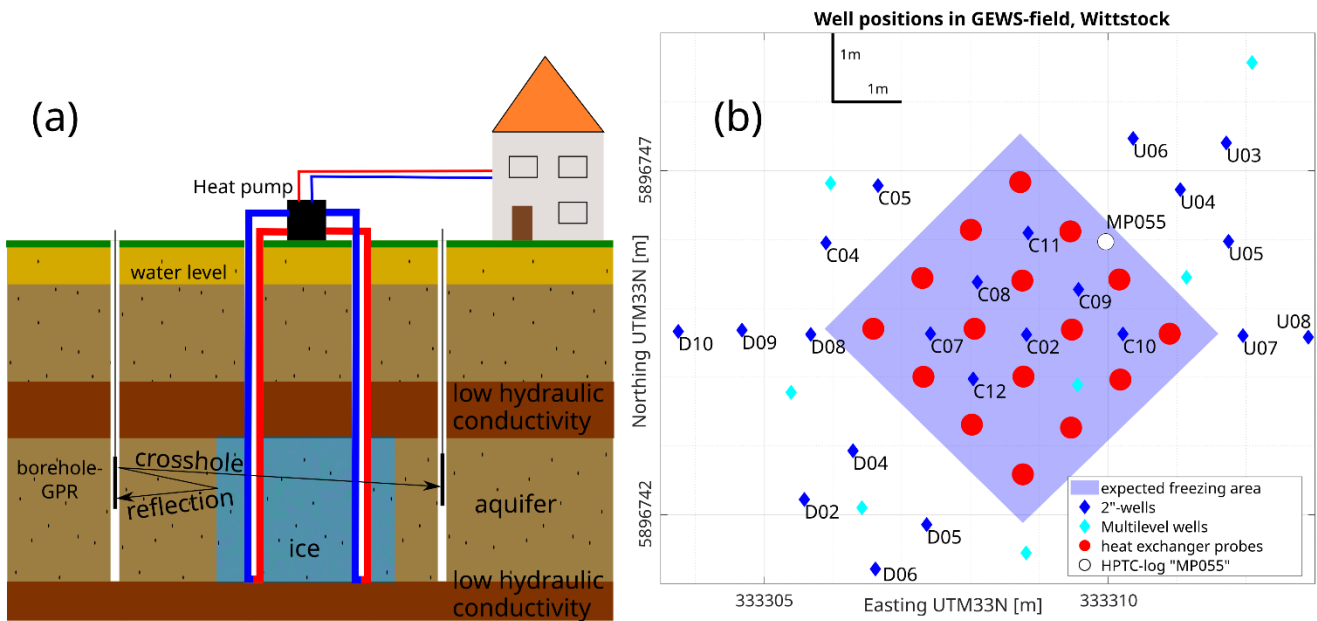 (a)
Heat pump
water level
low hydraulic
conductivity
borehole-
GPR
crosshole
reflection
aquifer
ice
low hydraulic
conductivity
Well positions in GEWS-field, Wittstock
(b)
1m
1m
U06
U03
C05
U04
MP055
C04
C11
U05
C08
C09
D10
D09
D08
C07
C02
C10
U07
U08
C12
D04
D02
D05
D06
expected freezing area
2"-wells
Multilevel wells
heat exchanger probes
HPTC-log "MP055"
5896747
5896742
Northing UTM33N [m]
333305
333310
Easting UTM33N [m]